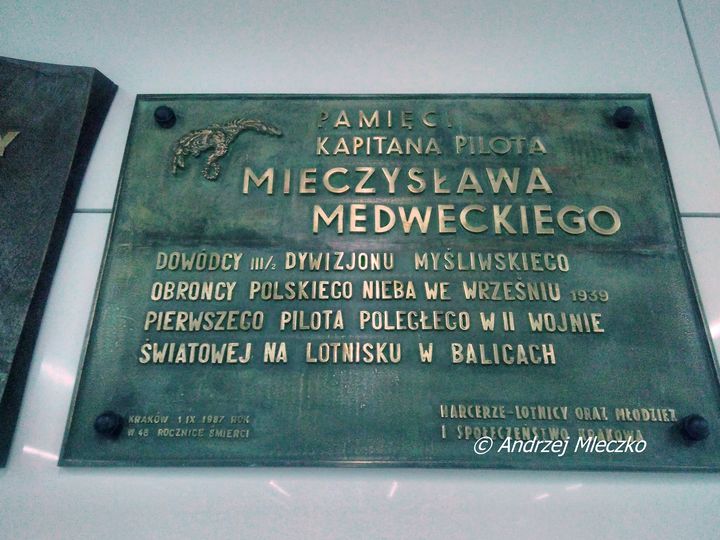 PAMIĘCI
KAPITANA PILOTA
MIECZYSŁAWA
MEDWECKIEGO
DOWÓDCY III/2 DYWIZJONU MYŚLIWSKIEGO
OBROŃCY POLSKIEGO NIEBA WE WRZEŚNIU 1939
PIERWSZEGO PILOTA POLEGŁEGO W II WOJNIE
ŚWIATOWEJ NA LOTNISKU W BALICACH
KRAKÓW 1 IX 1987 ROK
W 48 ROCZNICE ŚMIERCI
HARCERZE-LOTNICY ORAZ MŁODZIEŻ
I SPOŁECZEŃSTWO KRAKOWA
© Andrzej Mleczko
Y